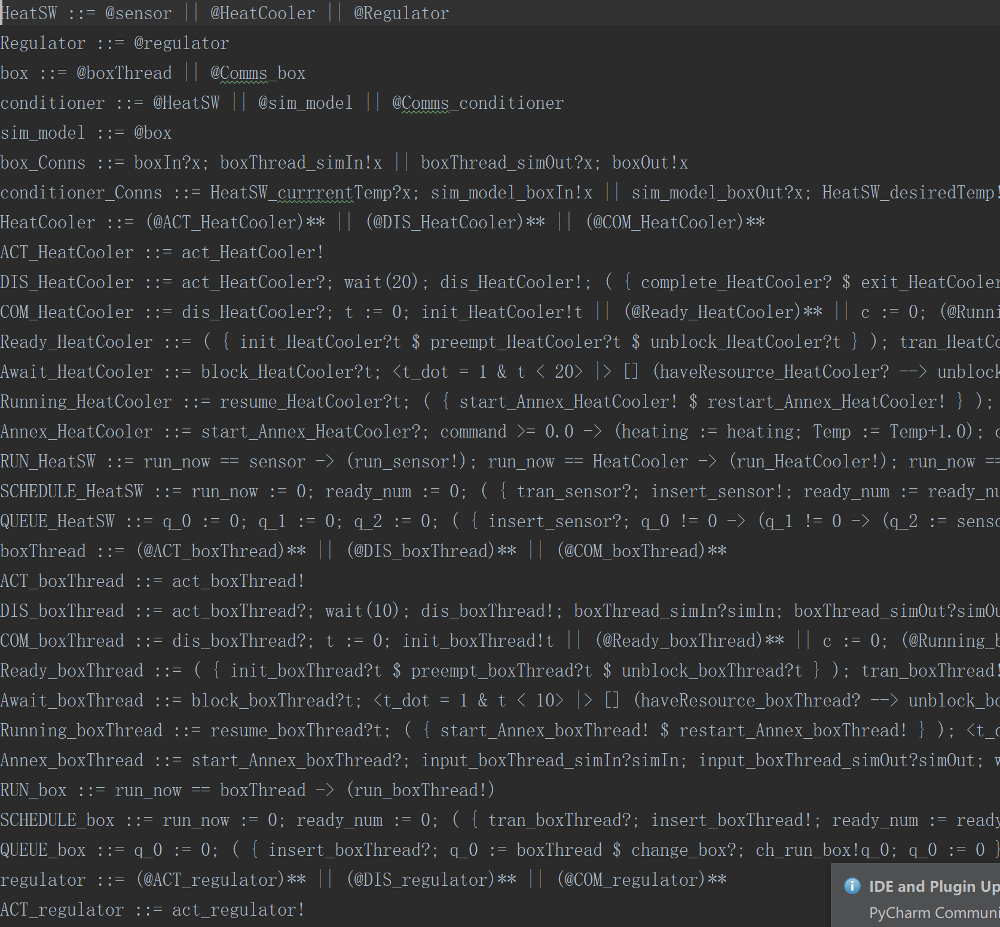 HeatSW ::= @sensor || @HeatCooler || @Regulator
Regulator ::= @regulator
box ::= @boxThread || @Comms_box
conditioner ::= @HeatSW || @sim_model || @Comms_conditioner
sim_model ::= @box
box_Conns ::= boxIn?x; boxThread_simIn!x || boxThread_simOut?x; boxOut!x
conditioner_Conns ::= HeatSW_currrentTemp?x; sim_model_boxIn!x || sim_model_boxOut?x; HeatSW_desiredTemp!
HeatCooler ::= (@ACT_HeatCooler)** || (@DIS_HeatCooler)** || (@COM_HeatCooler)**
ACT_HeatCooler ::= act_HeatCooler!
DIS_HeatCooler ::= act_HeatCooler?; wait(20); dis_HeatCooler!; ( { complete_HeatCooler? $ exit_HeatCooler
COM_HeatCooler ::= dis_HeatCooler?; t := 0; init_HeatCooler!t || (@Ready_HeatCooler)** || c := 0; (@Runni
Ready_HeatCooler ::= ( { init_HeatCooler?t $ preempt_HeatCooler?t $ unblock_HeatCooler?t } ); tran_HeatCo
Await_HeatCooler ::= block_HeatCooler?t; <t_dot = 1 & t < 20> |> [] (haveResource_HeatCooler? --> unblock
Running_HeatCooler ::= resume_HeatCooler?t; ( { start_Annex_HeatCooler! $ restart_Annex_HeatCooler! } );
Annex_HeatCooler ::= start_Annex_HeatCooler?; command >= 0.0 -> (heating := heating; Temp := Temp+1.0); c
RUN_HeatSW ::= run_now == sensor -> (run_sensor!); run_now == HeatCooler -> (run_HeatCooler!); run_now ==
SCHEDULE_HeatSW ::= run_now := 0; ready_num := 0; ( { tran_sensor?; insert_sensor!; ready_num := ready_nu
QUEUE_HeatSW ::= q_0 := 0; q_1 := 0; q_2 := 0; ( { insert_sensor?; q_0 != 0 -> (q_1 != 0 -> (q_2 := senso
boxThread ::= (@ACT_boxThread)** || (@DIS_boxThread)** || (@COM_boxThread)**
ACT_boxThread ::= act_boxThread!
DIS_boxThread ::= act_boxThread?; wait(10); dis_boxThread!; boxThread_simIn?simIn; boxThread_simOut?simOu
COM_boxThread ::= dis_boxThread?; t := 0; init_boxThread!t || (@Ready_boxThread)** || c := 0; (@Running_b
Ready_boxThread ::= ( { init_boxThread?t $ preempt_boxThread?t $ unblock_boxThread?t } ); tran_boxThread!
Await_boxThread ::= block_boxThread?t; <t_dot = 1 & t < 10> |> [] (haveResource_boxThread? --> unblock_bo
Running_boxThread ::= resume_boxThread?t; ( { start_Annex_boxThread! $ restart_Annex_boxThread! } ); <t_d
Annex_boxThread ::= start_Annex_boxThread?; input_boxThread_simIn?simIn; input_boxThread_simOut?simOut; w
RUN_box ::= run_now == boxThread -> (run_boxThread!)
SCHEDULE_box ::= run_now := 0; ready_num := 0; ( { tran_boxThread?; insert_boxThread!; ready_num := ready
QUEUE_box ::= q_0 := 0; ( { insert_boxThread?; q_0 := boxThread $ change_box?; ch_run_box!q_0; q_0 := 0 }
regulator ::= (@ACT_regulator)** || (@DIS_regulator)** || (@COM_regulator)**
ACT_regulator ::= act_regulator!
IDE and Plugin Up
PyCharm Communi